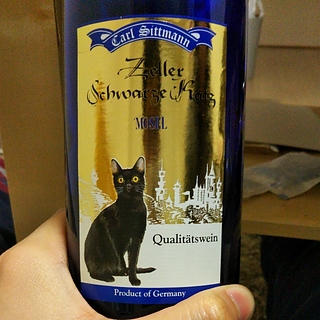 Carl Sittmann
Zeller
Schwarze Katz
MOSEL
Qualitätswein
Product of Germany